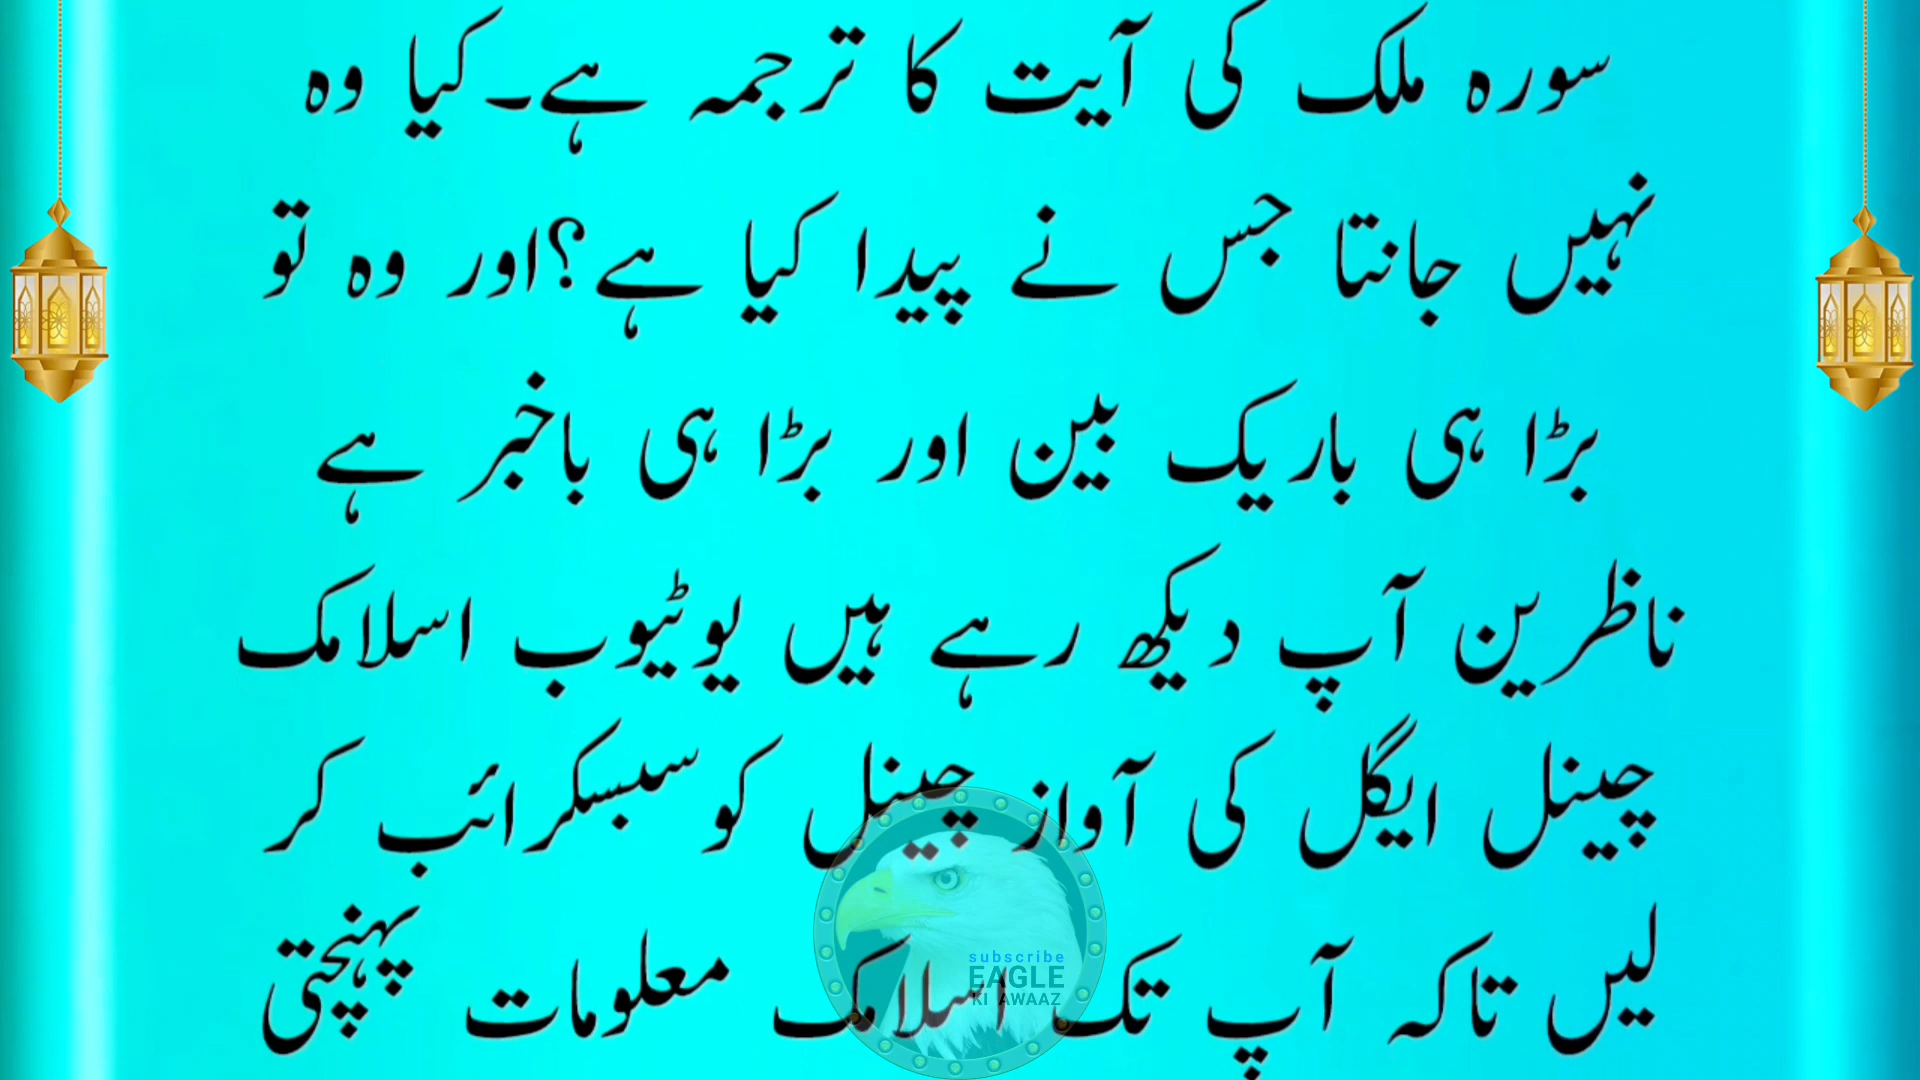 سورہ ملک کی آیت کا ترجمہ ہے۔کیا وہ
نہیں جانتا جس نے پیدا کیا ہے؟اور وہ تو
بڑا ہی باریک بین اور بڑا ہی باخبر ہے
ناظرین آپ دیکھ رہے ہیں یوٹیوب اسلامک
چینل ایگل کی آواز چینل کو سبسکرائب کر
لیں تاکہ آپ تک اسلامک معلومات پہنچتی
subscribe
EAGLE
KI AWAAZ